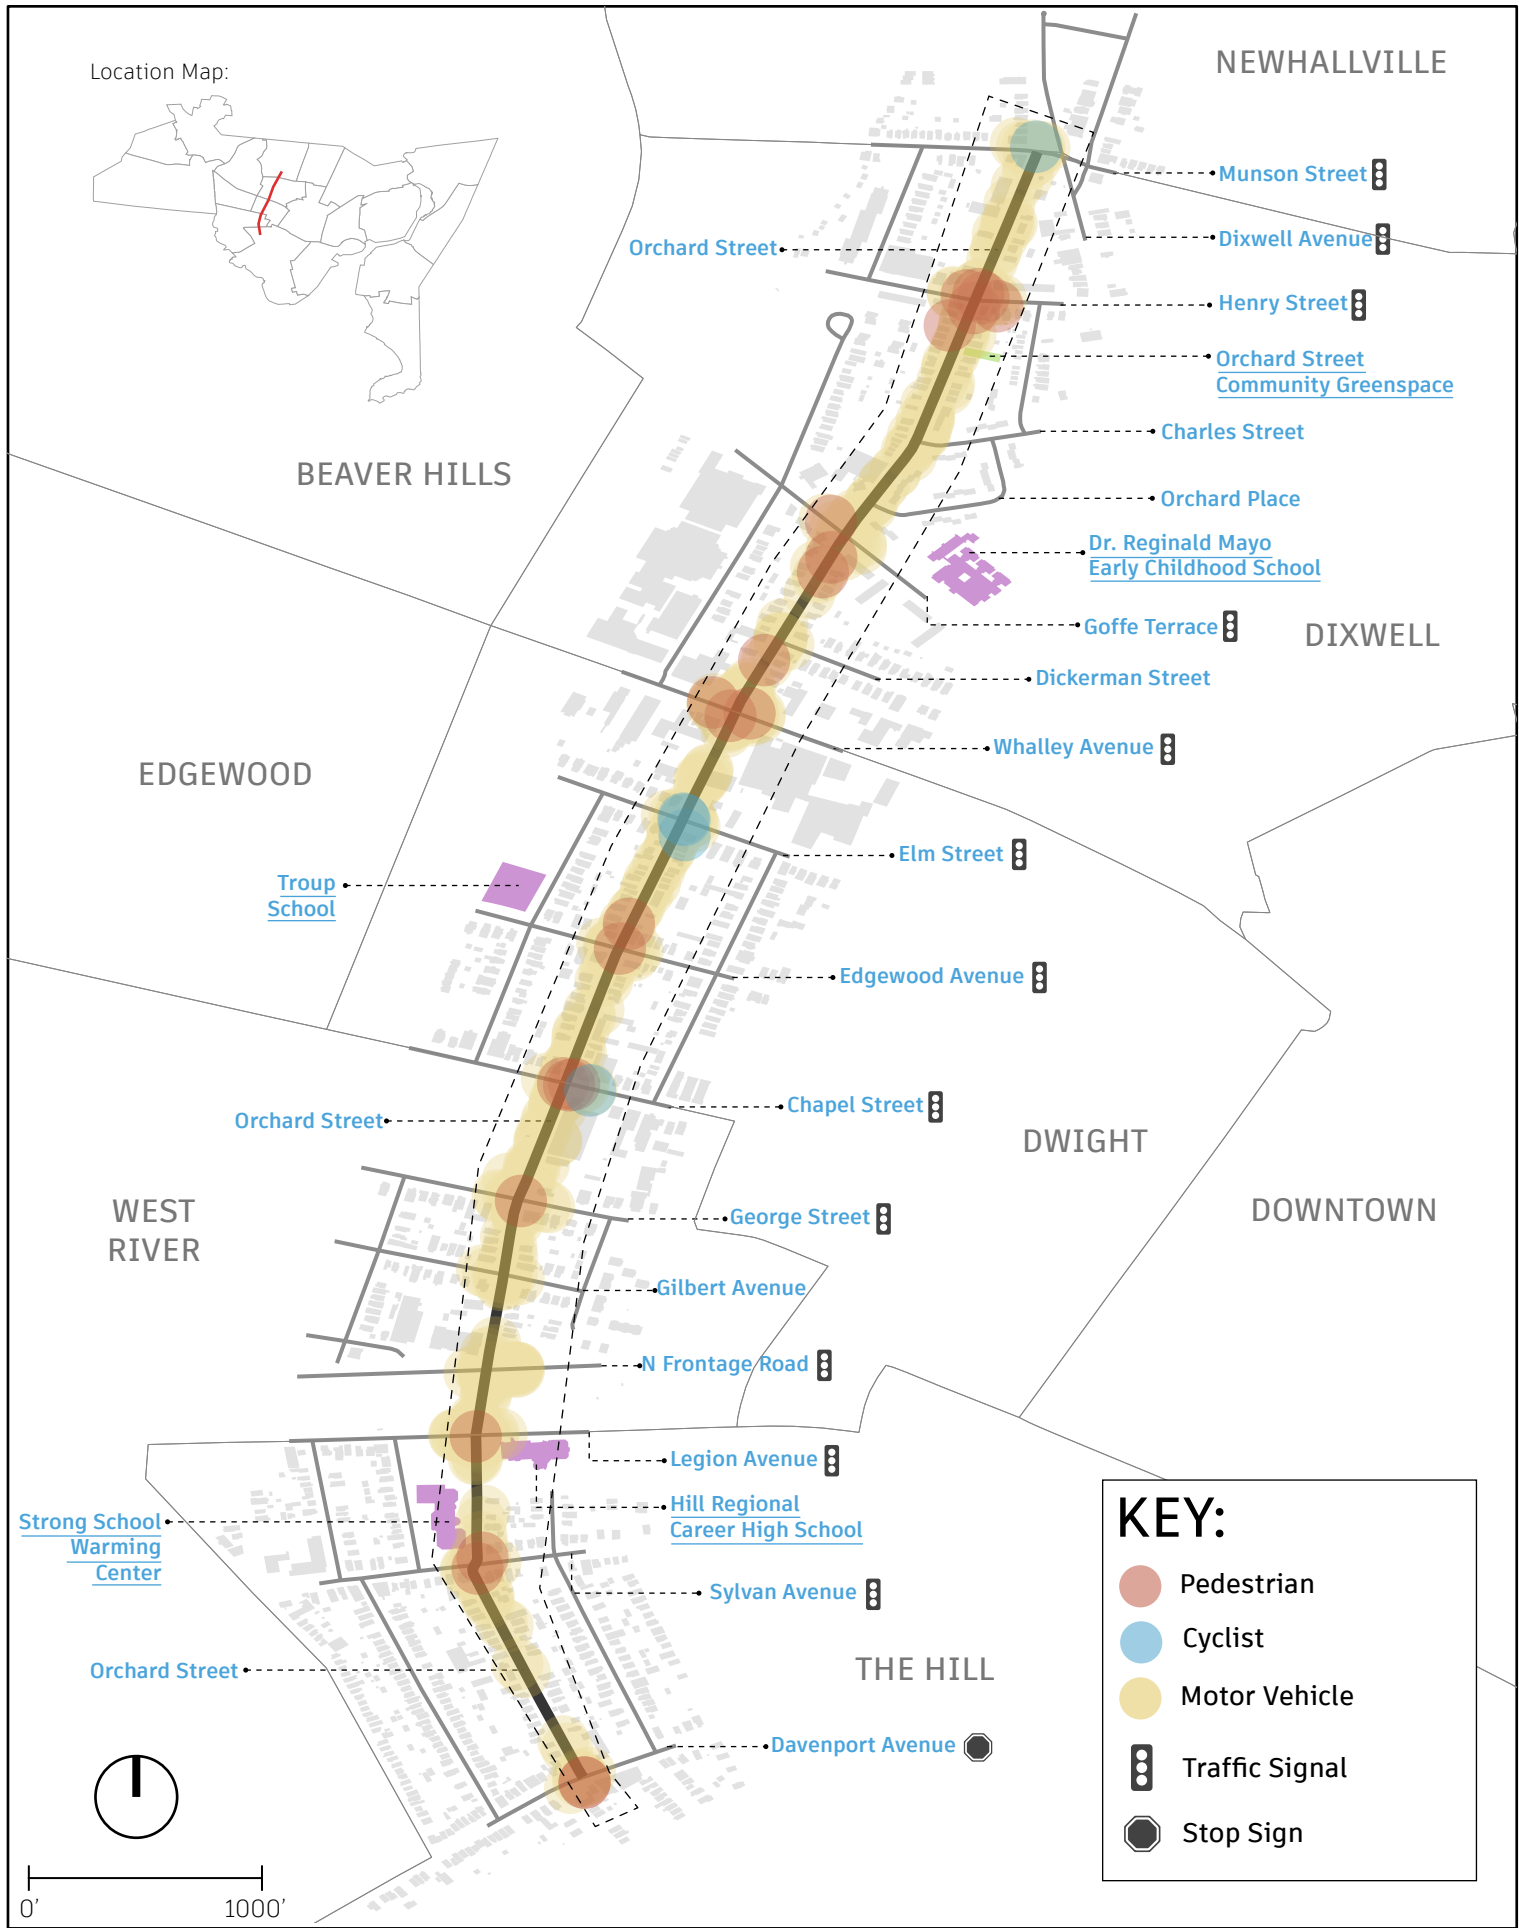 NEWHALLVILLE
Location Map:
Munson Street
Dixwell Avenue
Orchard Street
Henry Street
Orchard Street
Community Greenspace
Charles Street
BEAVER HILLS
Orchard Place
Dr. Reginald Mayo
Early Childhood School
Goffe Terrace
DIXWELL
Dickerman Street
Whalley Avenue
EDGEWOOD
Elm Street
Troup
School
Edgewood Avenue
Chapel Street
Orchard Street
DWIGHT
WEST
RIVER
George Street
DOWNTOWN
Gilbert Avenue
N Frontage Road
Legion Avenue
Hill Regional
Career High School
Strong School
Warming
Center
Sylvan Avenue
Orchard Street
THE HILL
Davenport Avenue
KEY:
Pedestrian
Cyclist
Motor Vehicle
Traffic Signal
Stop Sign
0'
1000'